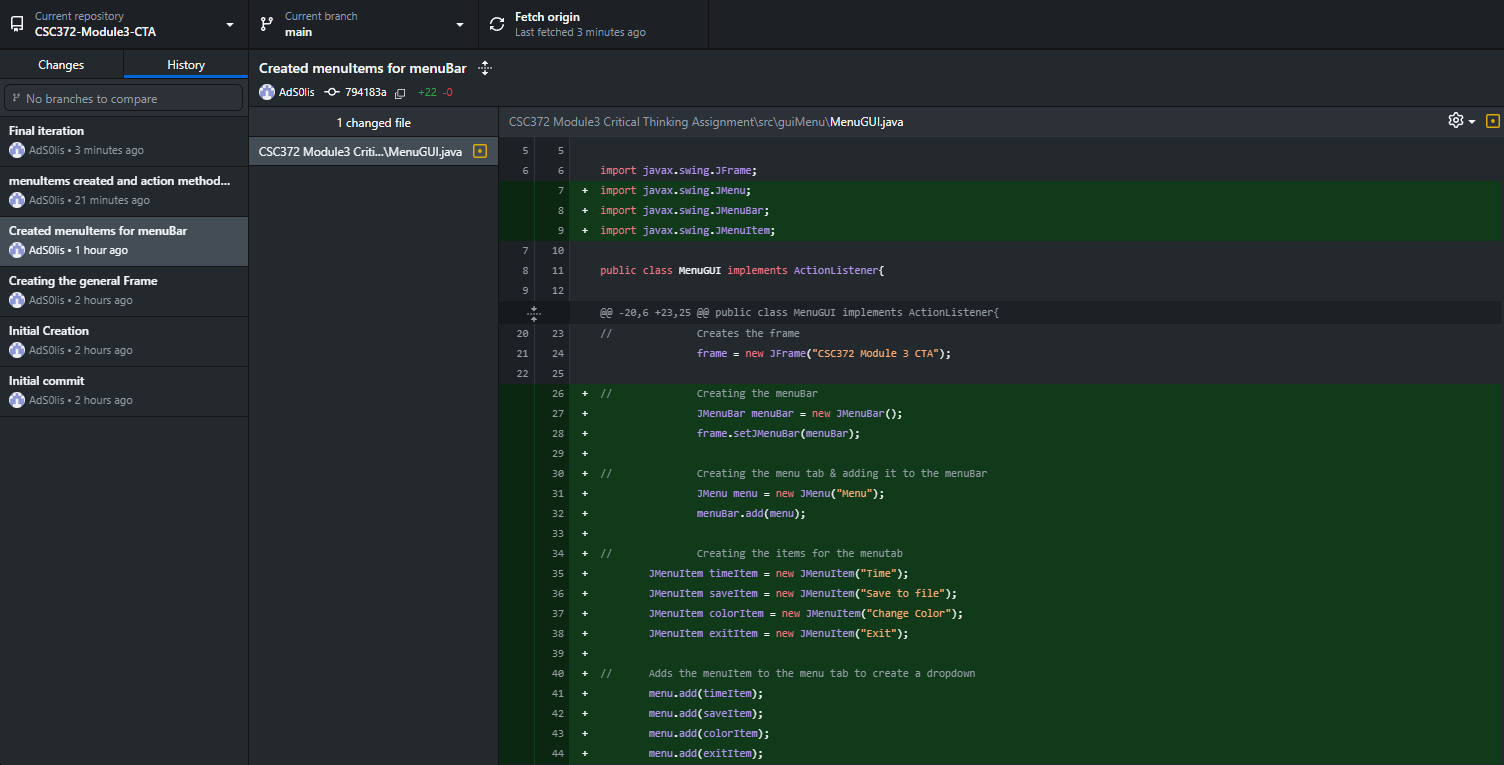 Current repository
CSC372-Module3-CTA
Current branch
main
Fetch origin
Last fetched 3 minutes ago
Changes
History
No branches to compare
Final iteration
AdS0lis • 3 minutes ago
menuItems created and action method...
AdS0lis • 21 minutes ago
Created menuItems for menuBar
AdS0lis • 1 hour ago
Creating the general Frame
AdS0lis • 2 hours ago
Initial Creation
AdS0lis • 2 hours ago
Initial commit
AdS0lis • 2 hours ago
Created menuItems for menuBar
AdS0lis 794183a +22 -0
1 changed file
CSC372 Module3 Criti...\MenuGUI.java
CSC372 Module3 Critical Thinking Assignment\src\guiMenu\MenuGUI.java
5 5
6 6 import javax.swing.JFrame;
7 + import javax.swing.JMenu;
8 + import javax.swing.JMenuBar;
9 + import javax.swing.JMenuItem;
7 10
8 11 public class MenuGUI implements ActionListener{
9 12
@@ -20,6 +23,25 @@ public class MenuGUI implements ActionListener{
20 23 // Creates the frame
21 24 frame = new JFrame("CSC372 Module 3 CTA");
22 25
26 + // Creating the menuBar
27 + JMenuBar menuBar = new JMenuBar();
28 + frame.setJMenuBar(menuBar);
29 +
30 + // Creating the menu tab & adding it to the menuBar
31 + JMenu menu = new JMenu("Menu");
32 + menuBar.add(menu);
33 +
34 + // Creating the items for the menutab
35 + JMenuItem timeItem = new JMenuItem("Time");
36 + JMenuItem saveItem = new JMenuItem("Save to file");
37 + JMenuItem colorItem = new JMenuItem("Change Color");
38 + JMenuItem exitItem = new JMenuItem("Exit");
39 +
40 + // Adds the menuItem to the menu tab to create a dropdown
41 + menu.add(timeItem);
42 + menu.add(saveItem);
43 + menu.add(colorItem);
44 + menu.add(exitItem);